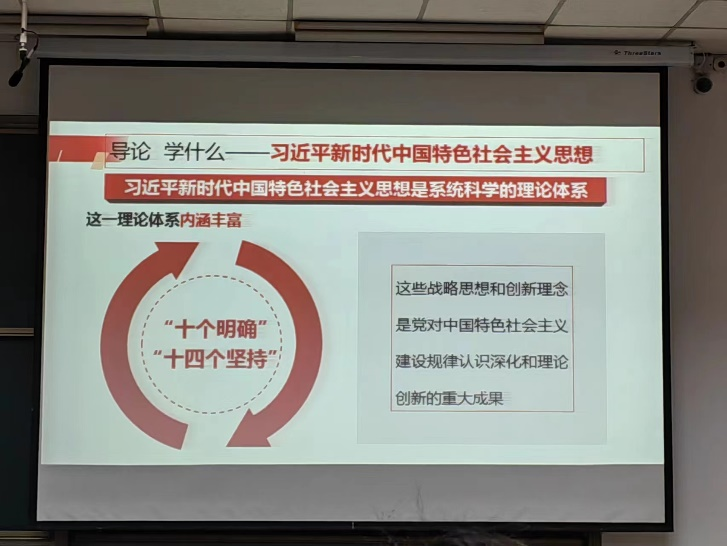 ThreeStars
导论 学什么——习近平新时代中国特色社会主义思想
习近平新时代中国特色社会主义思想是系统科学的理论体系
这一理论体系内涵丰富
“十个明确”
“十四个坚持”
这些战略思想和创新理念
是党对中国特色社会主义
建设规律认识深化和理论
创新的重大成果